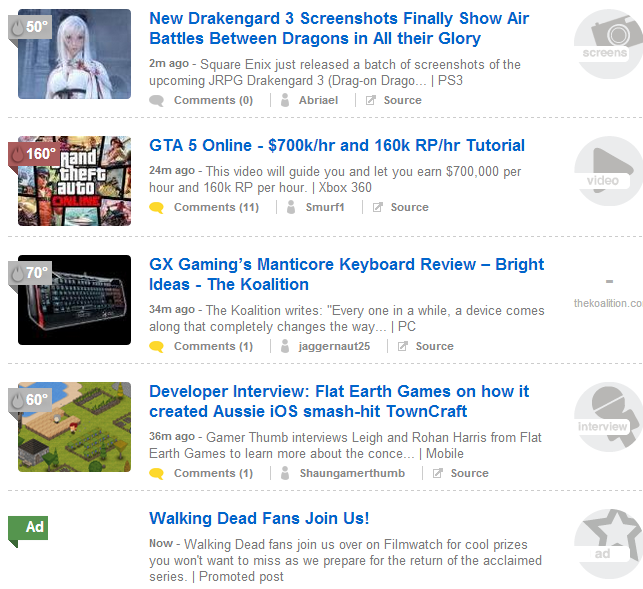 50°
New Drakengard 3 Screenshots Finally Show Air
Battles Between Dragons in All their Glory
2m ago - Square Enix just released a batch of screenshots of the
upcoming JRPG Drakengard 3 (Drag-on Drago... | PS3
Comments (0) | Abriael | Source
screens
160°
grand
theft
auto
ONLINE
GTA 5 Online - $700k/hr and 160k RP/hr Tutorial
24m ago - This video will guide you and let you earn $700,000 per
hour and 160k RP per hour. | Xbox 360
Comments (11) | Smurf1 | Source
video
70°
GX Gaming’s Manticore Keyboard Review – Bright
Ideas - The Koalition
34m ago - The Koalition writes: "Every one in a while, a device comes
along that completely changes the way... | PC
Comments (1) | jaggernaut25 | Source
-
thekoalition.co
60°
Developer Interview: Flat Earth Games on how it
created Aussie iOS smash-hit TownCraft
36m ago - Gamer Thumb interviews Leigh and Rohan Harris from Flat
Earth Games to learn more about the conce... | Mobile
Comments (1) | Shaungamerthumb | Source
interview
Ad
Walking Dead Fans Join Us!
Now - Walking Dead fans join us over on Filmwatch for cool prizes
you won't want to miss as we prepare for the return of the acclaimed
series. | Promoted post
ad